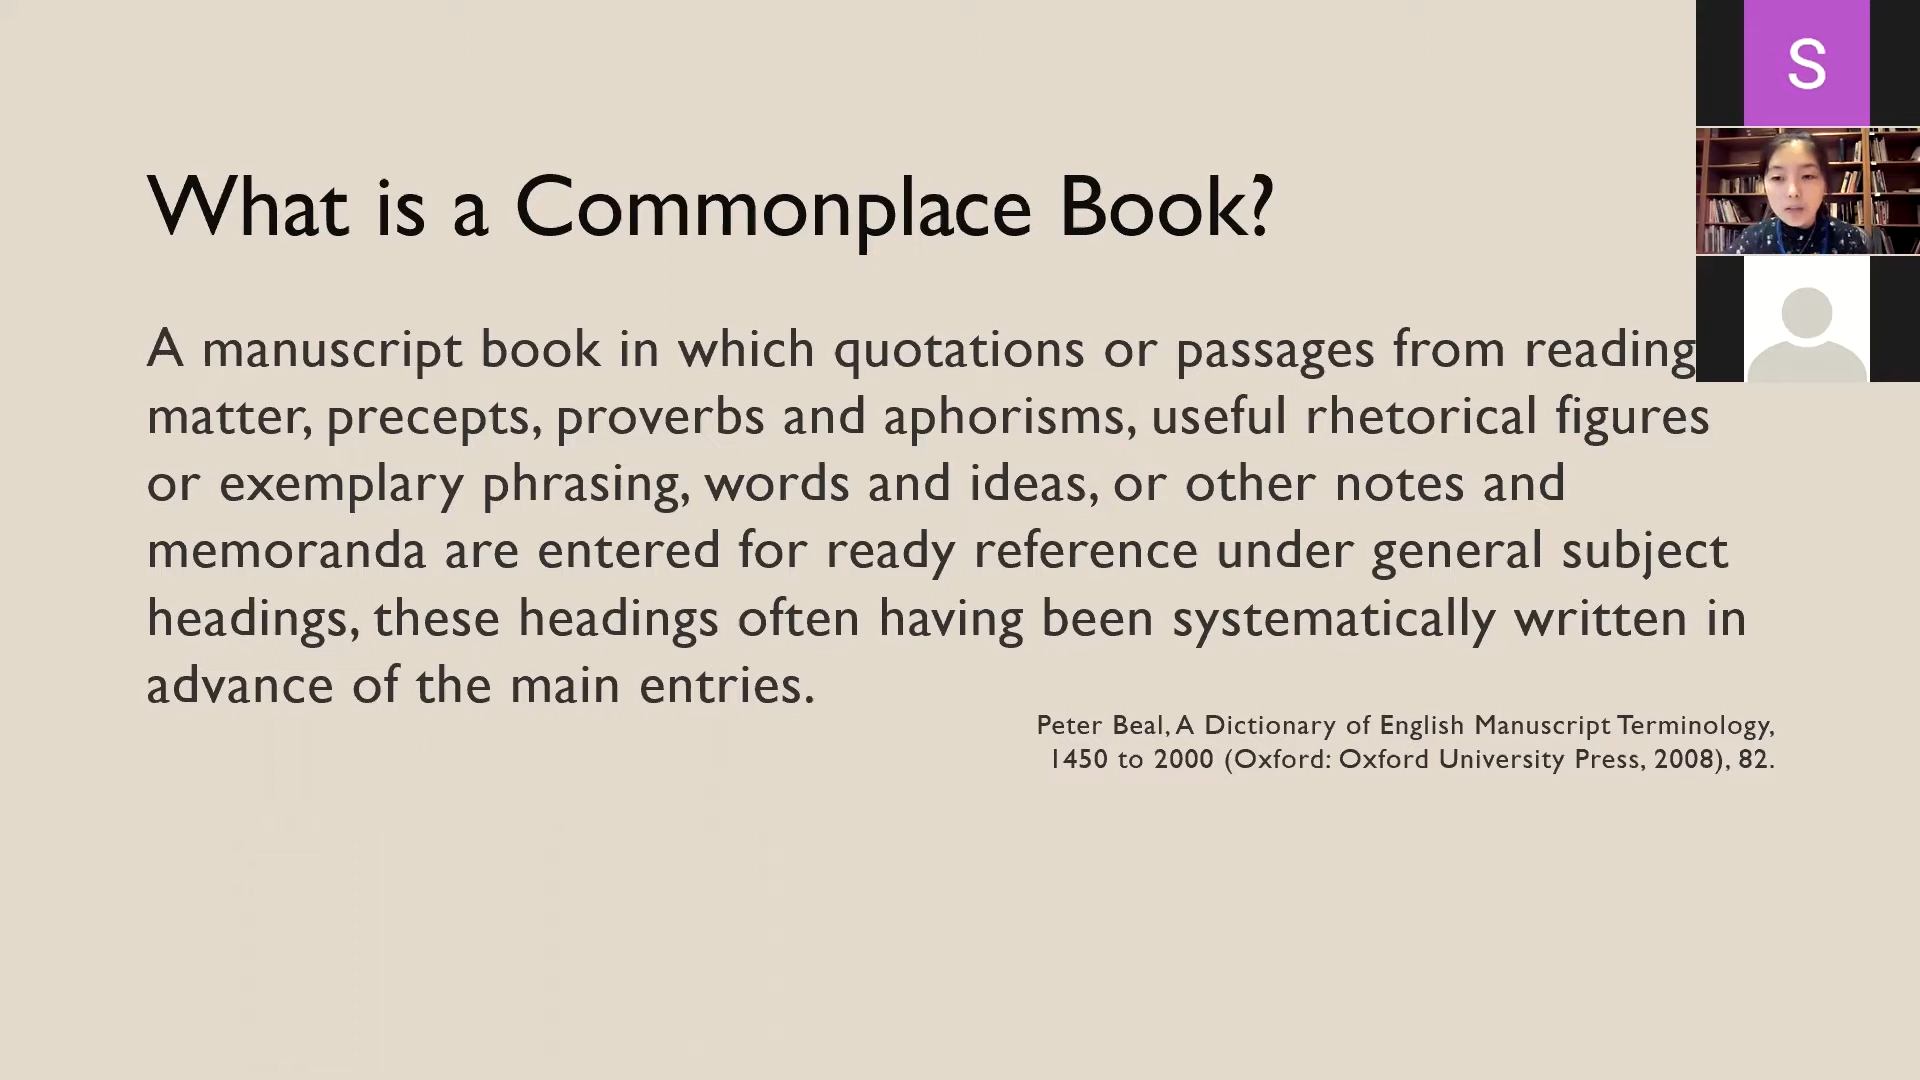 What is a Commonplace Book?
A manuscript book in which quotations or passages from reading
matter, precepts, proverbs and aphorisms, useful rhetorical figures
or exemplary phrasing, words and ideas, or other notes and
memoranda are entered for ready reference under general subject
headings, these headings often having been systematically written in
advance of the main entries.
Peter Beal, A Dictionary of English Manuscript Terminology,
1450 to 2000 (Oxford: Oxford University Press, 2008), 82.
S